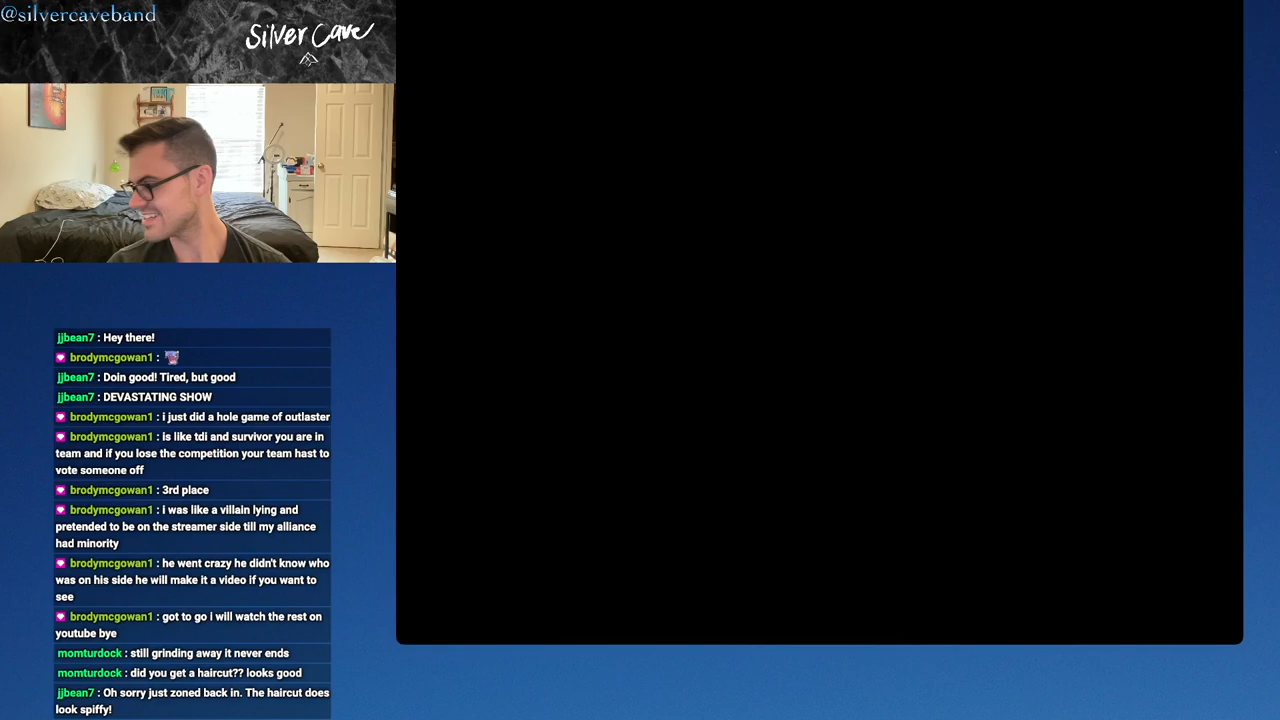 @silvercaveband
Silver Cave
jjbean7 : Hey there!
brodymcgowan1 :
jjbean7 : Doin good! Tired, but good
jjbean7 : DEVASTATING SHOW
brodymcgowan1 : i just did a hole game of outlaster
brodymcgowan1 : is like tdi and survivor you are in
team and if you lose the competition your team hast to
vote someone off
brodymcgowan1 : 3rd place
brodymcgowan1 : i was like a villain lying and
pretended to be on the streamer side till my alliance
had minority
brodymcgowan1 : he went crazy he didn't know who
was on his side he will make it a video if you want to
see
brodymcgowan1 : got to go i will watch the rest on
youtube bye
momturdock : still grinding away it never ends
momturdock : did you get a haircut?? looks good
jjbean7 : Oh sorry just zoned back in. The haircut does
look spiffy!